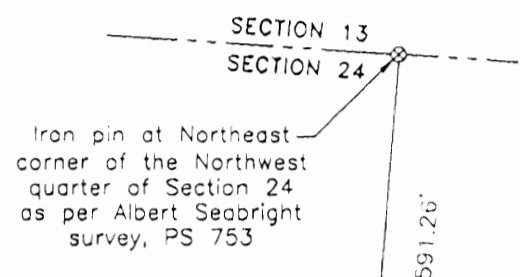 SECTION 13
SECTION 24
Iron pin at Northeast
corner of the Northwest
quarter of Section 24
as per Albert Seabright
survey, PS 753
591.26'